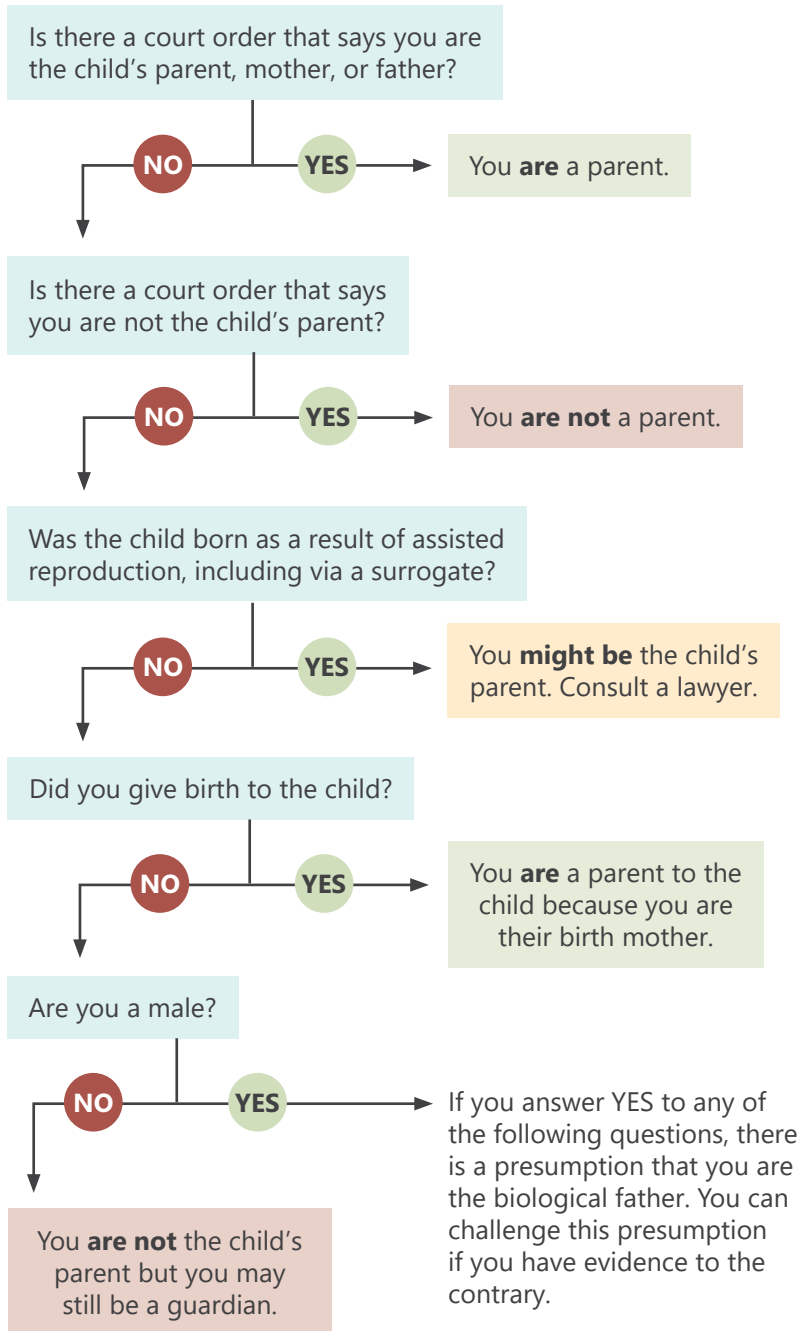 Is there a court order that says you are
the child’s parent, mother, or father?
NO
YES
You are a parent.
Is there a court order that says
you are not the child’s parent?
NO
YES
You are not a parent.
Was the child born as a result of assisted
reproduction, including via a surrogate?
NO
YES
You might be the child’s
parent. Consult a lawyer.
Did you give birth to the child?
NO
YES
You are a parent to the
child because you are
their birth mother.
Are you a male?
NO
YES
If you answer YES to any of
the following questions, there
is a presumption that you are
the biological father. You can
challenge this presumption
if you have evidence to the
contrary.
You are not the child’s
parent but you may
still be a guardian.